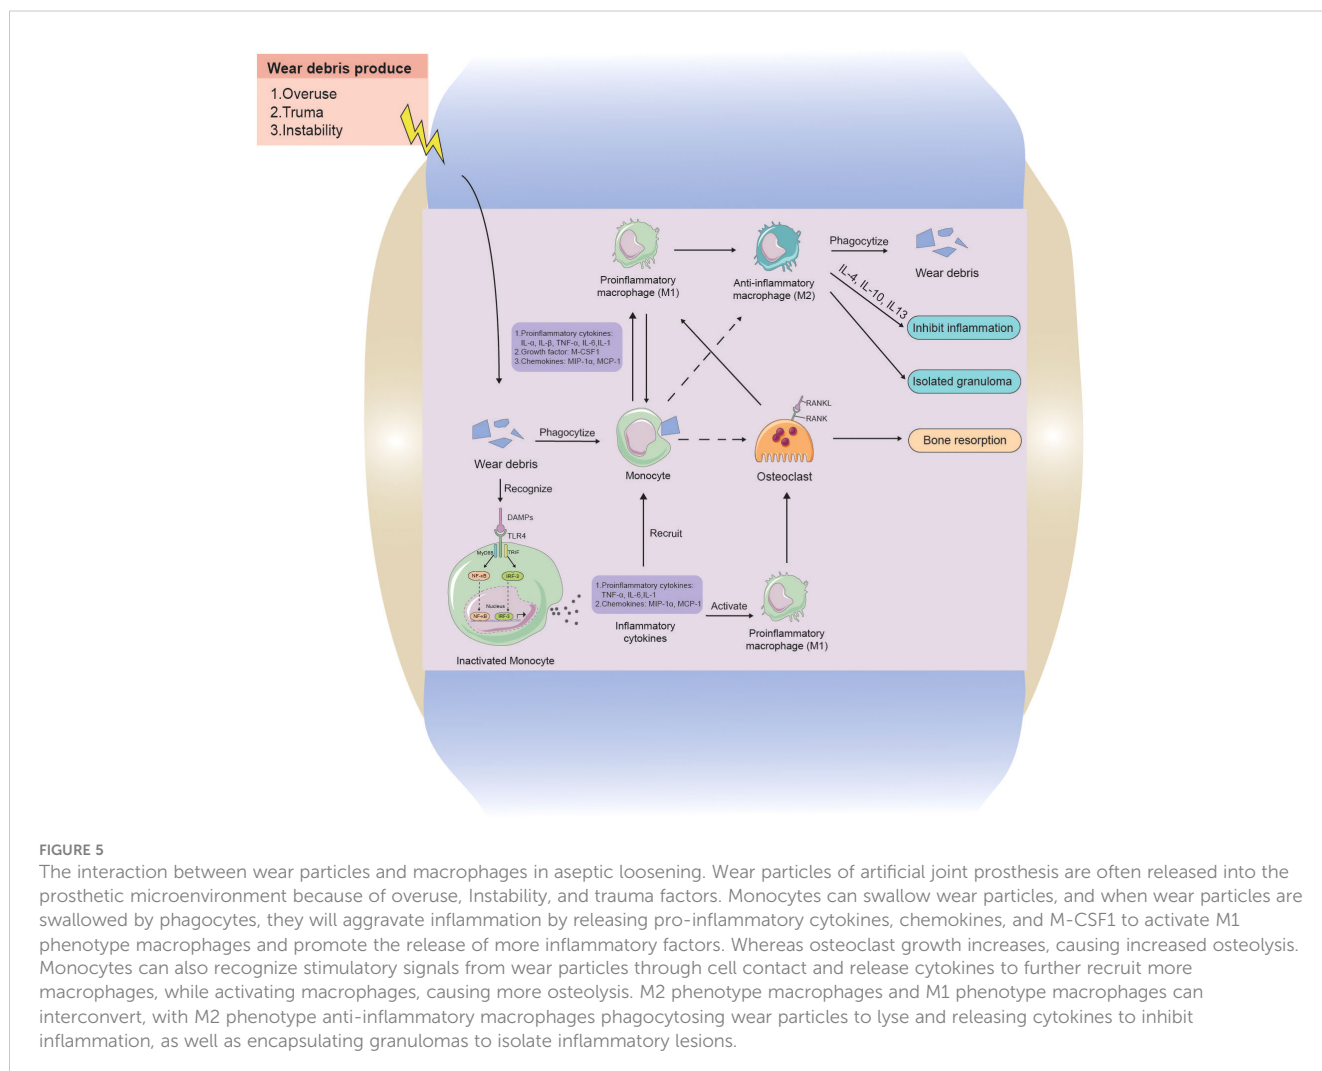 Wear debris produce
1.Overuse
2.Truma
3.Instability
Proinflammatory
macrophage (M1)
Anti-inflammatory
macrophage (M2)
Phagocytize
Wear debris
IL-4, IL-10, IL13
Inhibit inflammation
Isolated granuloma
1.Proinflammatory cytokines:
IL-α, IL-β, TNF-α, IL-6,IL-1
2.Growth factor: M-CSF1
3.Chemokines: MIP-1α, MCP-1
RANKL
RANK
Wear debris
Phagocytize
Monocyte
Osteoclast
Bone resorption
Recognize
DAMPs
TLR4
MyD88
TRIF
NF-κB
IRF-3
Nucleus
NF-κB
IRF-3
Inactivated Monocyte
Recruit
1.Proinflammatory cytokines:
TNF-α, IL-6,IL-1
2.Chemokines: MIP-1α, MCP-1
Inflammatory
cytokines
Activate
Proinflammatory
macrophage (M1)
FIGURE 5
The interaction between wear particles and macrophages in aseptic loosening. Wear particles of artificial joint prosthesis are often released into the
prosthetic microenvironment because of overuse, Instability, and trauma factors. Monocytes can swallow wear particles, and when wear particles are
swallowed by phagocytes, they will aggravate inflammation by releasing pro-inflammatory cytokines, chemokines, and M-CSF1 to activate M1
phenotype macrophages and promote the release of more inflammatory factors. Whereas osteoclast growth increases, causing increased osteolysis.
Monocytes can also recognize stimulatory signals from wear particles through cell contact and release cytokines to further recruit more
macrophages, while activating macrophages, causing more osteolysis. M2 phenotype macrophages and M1 phenotype macrophages can
interconvert, with M2 phenotype anti-inflammatory macrophages phagocytosing wear particles to lyse and releasing cytokines to inhibit
inflammation, as well as encapsulating granulomas to isolate inflammatory lesions.